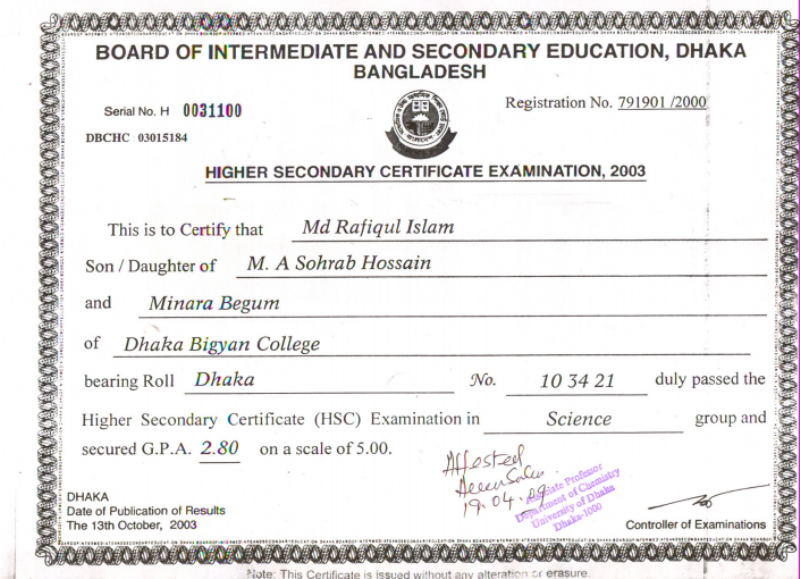 BOARD OF INTERMEDIATE AND SECONDARY EDUCATION, DHAKA
BANGLADESH
Serial No. H 0031100
Registration No. 791901 /2000
DBCHC : 03015184
HIGHER SECONDARY CERTIFICATE EXAMINATION, 2003
This is to Certify that Md Rafiqul Islam
Son / Daughter of M. A Sohrab Hossain
and Minara Begum
of Dhaka Bigyan College
bearing Roll Dhaka No. 10 34 21 duly passed the
Higher Secondary Certificate (HSC) Examination in Science group and
secured G.P.A. 2.80 on a scale of 5.00.
Attested
19.04.09
Associate Professor
Department of Chemistry
University of Dhaka
Dhaka-1000
DHAKA
Date of Publication of Results
The 13th October, 2003
Controller of Examinations
Note: This Certificate is issued without any alteration or erasure.